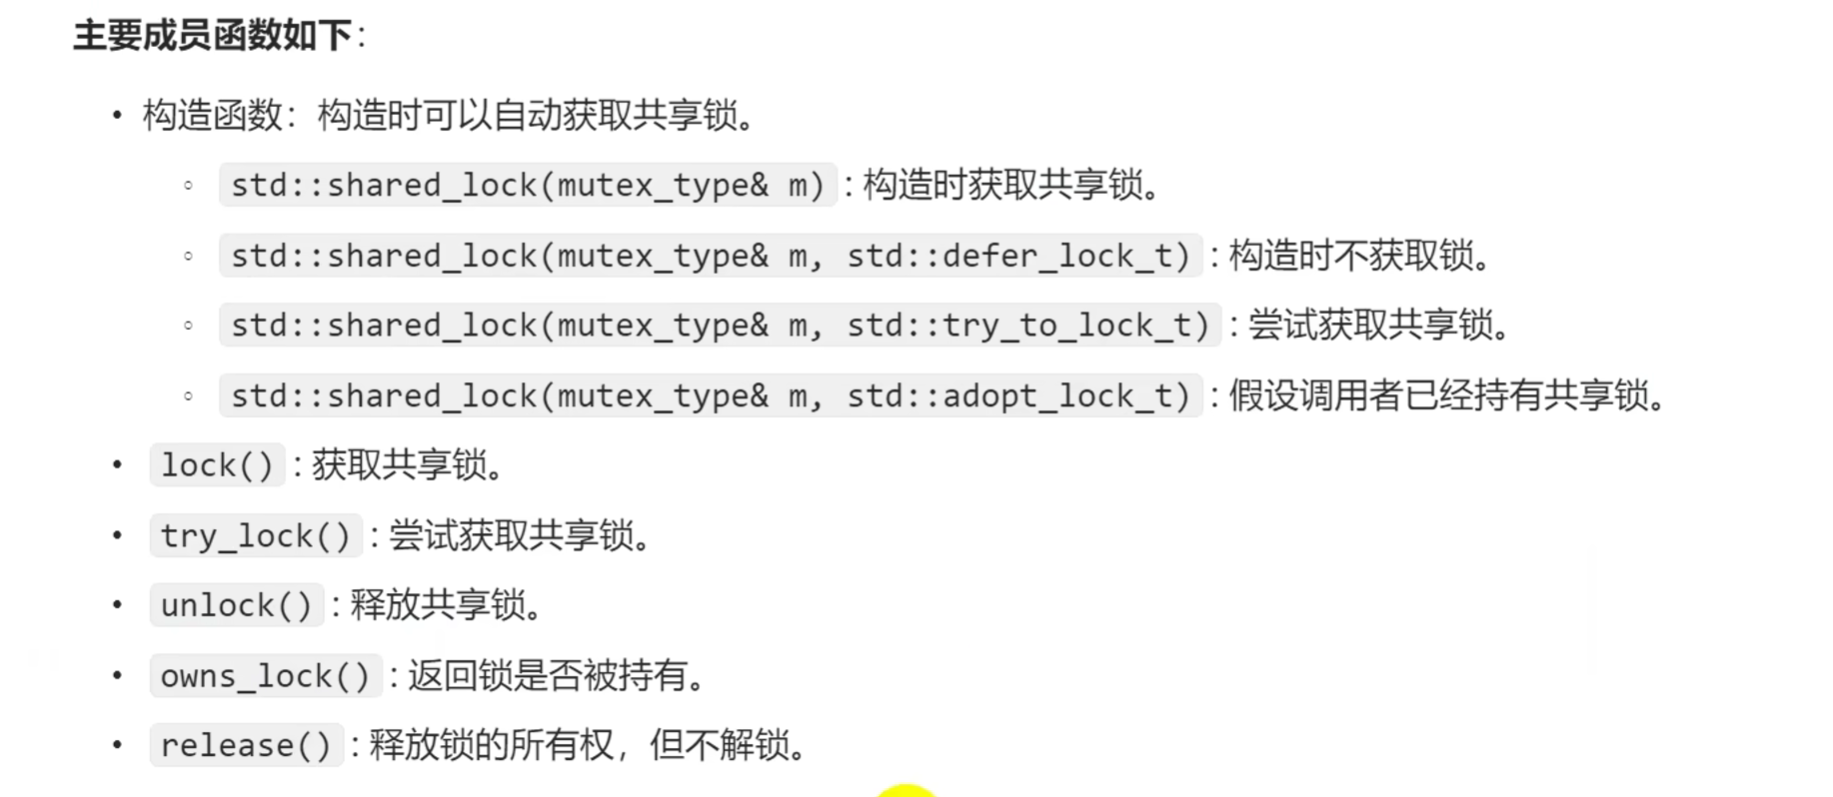 主要成员函数如下：
• 构造函数：构造时可以自动获取共享锁。
◦ std::shared_lock(mutex_type& m)：构造时获取共享锁。
◦ std::shared_lock(mutex_type& m, std::defer_lock_t)：构造时不获取锁。
◦ std::shared_lock(mutex_type& m, std::try_to_lock_t)：尝试获取共享锁。
◦ std::shared_lock(mutex_type& m, std::adopt_lock_t)：假设调用者已经持有共享锁。
• lock()：获取共享锁。
• try_lock()：尝试获取共享锁。
• unlock()：释放共享锁。
• owns_lock()：返回锁是否被持有。
• release()：释放锁的所有权，但不解锁。